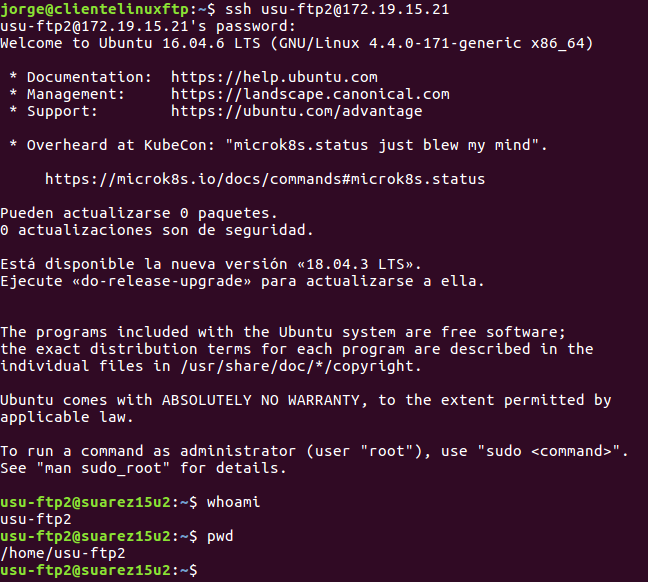 jorge@clientelinuxftp:~$ ssh usu-ftp2@172.19.15.21
usu-ftp2@172.19.15.21's password:
Welcome to Ubuntu 16.04.6 LTS (GNU/Linux 4.4.0-171-generic x86_64)
* Documentation:  https://help.ubuntu.com
* Management:     https://landscape.canonical.com
* Support:        https://ubuntu.com/advantage
* Overheard at KubeCon: "microk8s.status just blew my mind".
https://microk8s.io/docs/commands#microk8s.status
Pueden actualizarse 0 paquetes.
0 actualizaciones son de seguridad.
Está disponible la nueva versión «18.04.3 LTS».
Ejecute «do-release-upgrade» para actualizarse a ella.
The programs included with the Ubuntu system are free software;
the exact distribution terms for each program are described in the
individual files in /usr/share/doc/*/copyright.
Ubuntu comes with ABSOLUTELY NO WARRANTY, to the extent permitted by
applicable law.
To run a command as administrator (user "root"), use "sudo <command>".
See "man sudo_root" for details.
usu-ftp2@suarez15u2:~$ whoami
usu-ftp2
usu-ftp2@suarez15u2:~$ pwd
/home/usu-ftp2
usu-ftp2@suarez15u2:~$